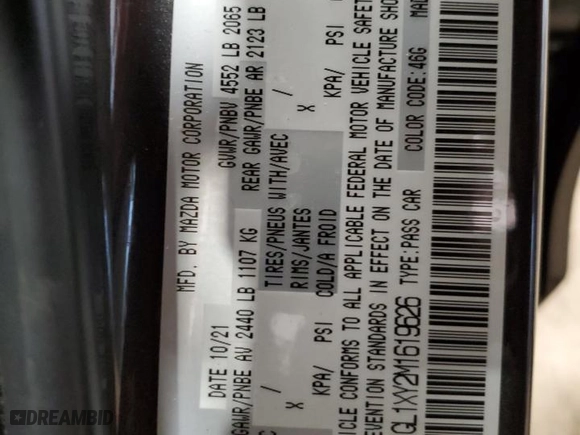 MFD. BY MAZDA MOTOR CORPORATION
DATE 10/21 GVWR/PNBV 4552 LB 2065
GAWR/PNBE AV 2440 LB 1107 KG REAR GAWR/PNBE AR 2123 LB
TIRES/PNEUS WITH/AVEC /
RIMS/JANTES X
COLD/A FROID KPA/ PSI
/
X
KPA/ PSI
CONFORMS TO ALL APPLICABLE FEDERAL MOTOR VEHICLE SAFET
STANDARDS IN EFFECT ON THE DATE OF MANUFACTURE SHOW
GL1XY2M1619626 TYPE:PASS CAR COLOR CODE:46G MAD
DREAMBID